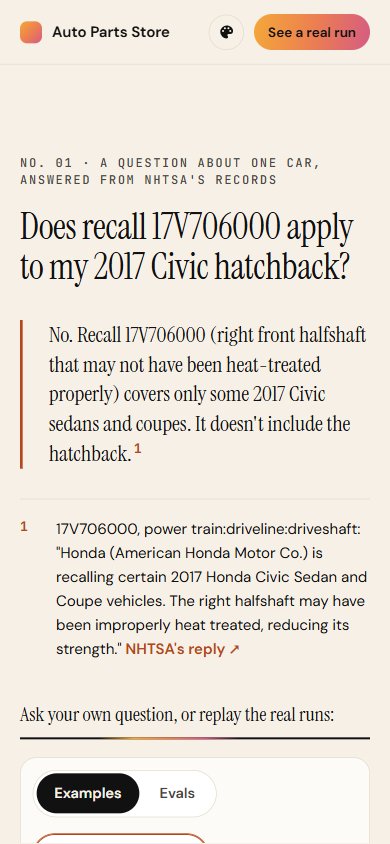 Auto Parts Store
See a real run
NO. 01 · A QUESTION ABOUT ONE CAR,
ANSWERED FROM NHTSA'S RECORDS
Does recall 17V706000 apply
to my 2017 Civic hatchback?
No. Recall 17V706000 (right front halfshaft
that may not have been heat-treated
properly) covers only some 2017 Civic
sedans and coupes. It doesn't include the
hatchback. 1
1
17V706000, power train:driveline:driveshaft:
"Honda (American Honda Motor Co.) is
recalling certain 2017 Honda Civic Sedan and
Coupe vehicles. The right halfshaft may have
been improperly heat treated, reducing its
strength." NHTSA's reply ↗
Ask your own question, or replay the real runs:
Examples
Evals